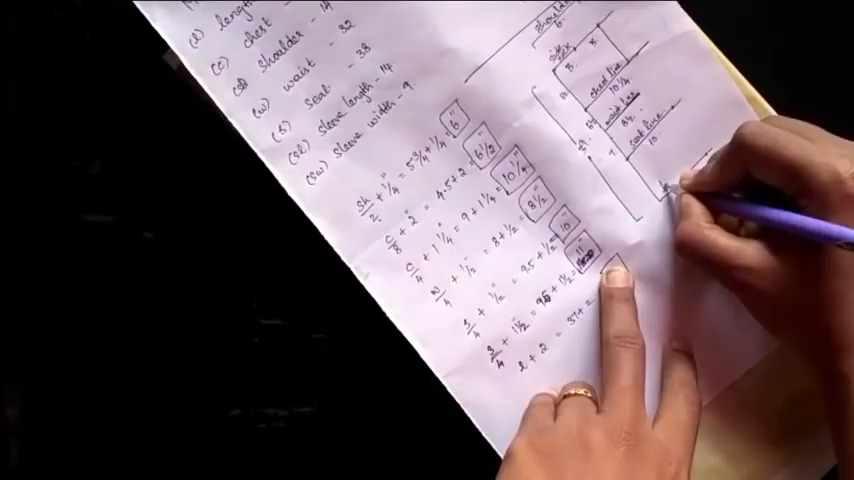 (l) length
(c) chest
(sh) shoulder - 14
(w) waist - 32
(s) seat - 38
(sl) sleeve length - 14
(sw) sleeve width - 9
sh/2 + 1/4" = 5 3/4 + 1/4 = 6"
c/8 + 2 = 4.5 + 2 = 6 1/2"
c/4 + 1 1/4" = 9 + 1 1/4 = 10 1/4"
w/4 + 1/2" = 8 + 1/2 = 8 1/2"
s/4 + 1/2" = 9.5 + 1/2 = 10"
s/4 + 1 1/2" = 9.5 + 1 1/2 = 11"
l + 2" = 37 + 2
shoulder
6
chest line
10 1/4
waist line
8 1/2
seat line
10